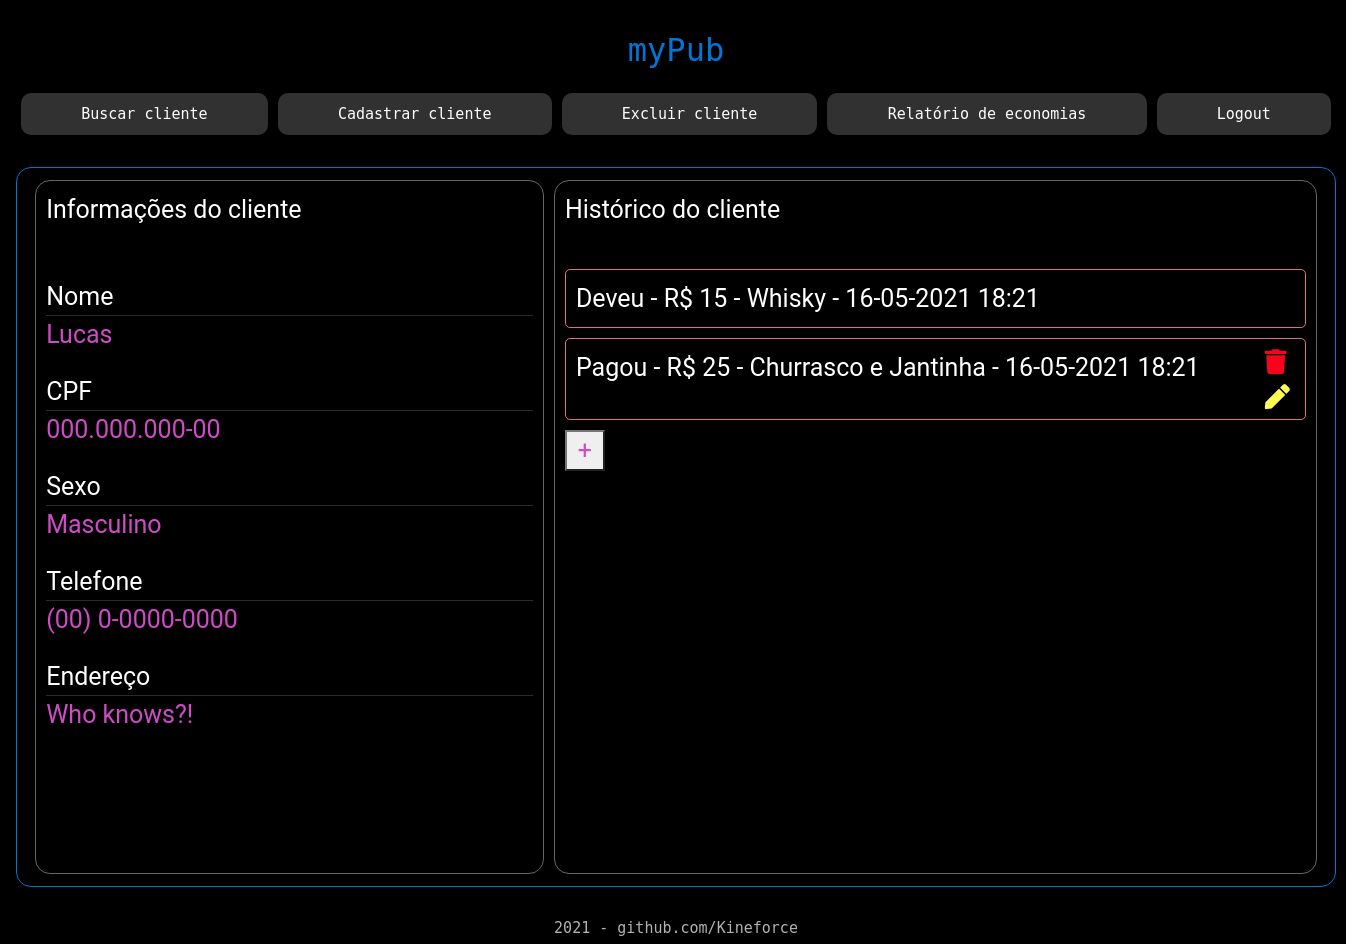 myPub
Buscar cliente
Cadastrar cliente
Excluir cliente
Relatório de economias
Logout
Informações do cliente
Nome
Lucas
CPF
000.000.000-00
Sexo
Masculino
Telefone
(00) 0-0000-0000
Endereço
Who knows?!
Histórico do cliente
Deveu - R$ 15 - Whisky - 16-05-2021 18:21
Pagou - R$ 25 - Churrasco e Jantinha - 16-05-2021 18:21
+
2021 - github.com/Kineforce